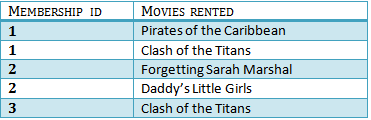 MEMBERSHIP ID MOVIES RENTED
1 Pirates of the Caribbean
1 Clash of the Titans
2 Forgetting Sarah Marshal
2 Daddy's Little Girls
3 Clash of the Titans